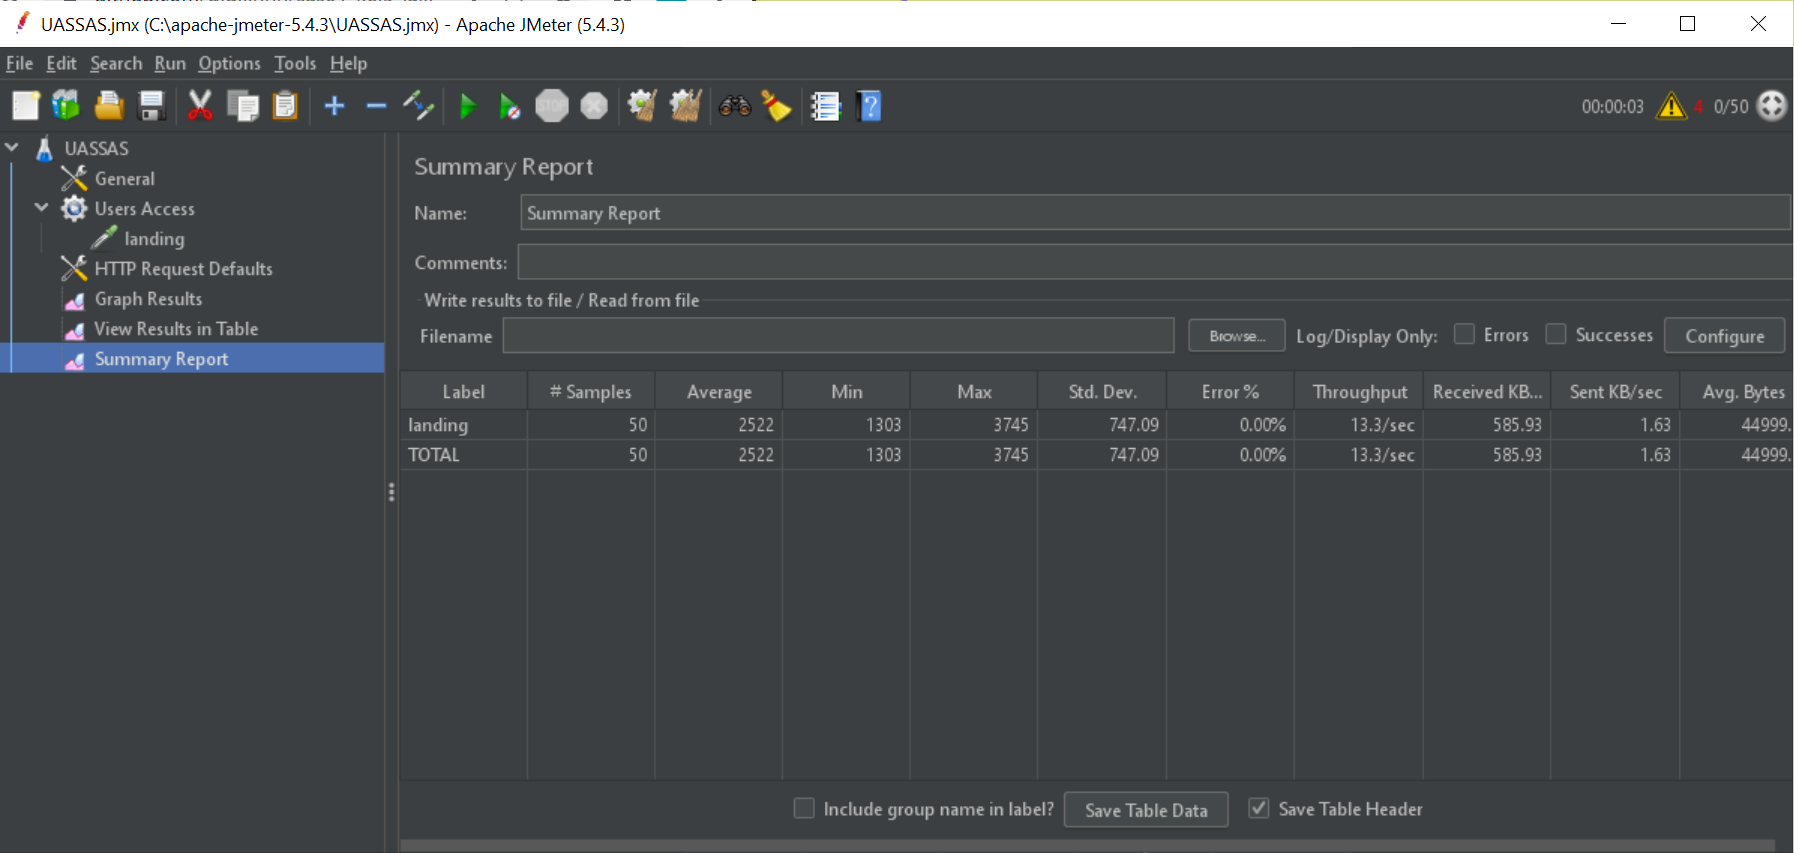 UASSAS.jmx (C:\apache-jmeter-5.4.3\UASSAS.jmx) - Apache JMeter (5.4.3)
File Edit Search Run Options Tools Help
STOP
00:00:03 4 0/50
UASSAS
General
Users Access
landing
HTTP Request Defaults
Graph Results
View Results in Table
Summary Report
Summary Report
Name: Summary Report
Comments:
Write results to file / Read from file
Filename Browse... Log/Display Only: Errors Successes Configure
Label # Samples Average Min Max Std. Dev. Error % Throughput Received KB... Sent KB/sec Avg. Bytes
landing 50 2522 1303 3745 747.09 0.00% 13.3/sec 585.93 1.63 44999.
TOTAL 50 2522 1303 3745 747.09 0.00% 13.3/sec 585.93 1.63 44999.
Include group name in label? Save Table Data Save Table Header